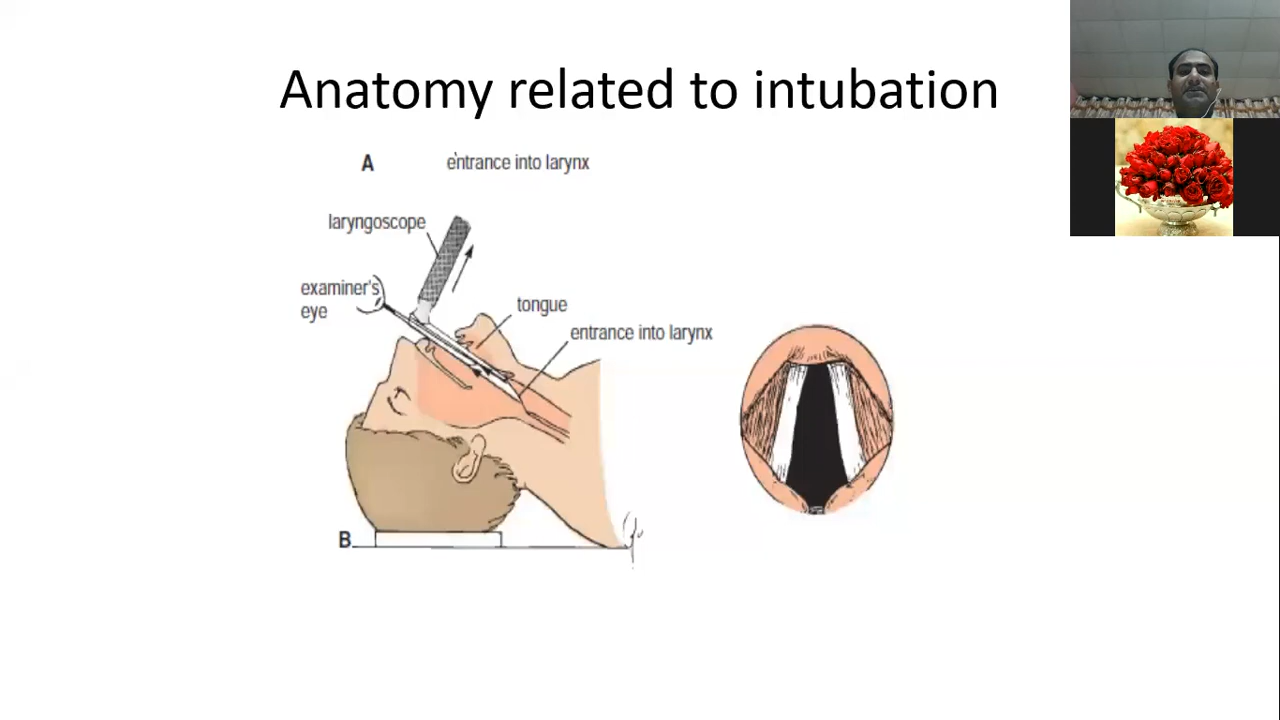 Anatomy related to intubation
A
entrance into larynx
laryngoscope
examiner's
eye
tongue
entrance into larynx
B